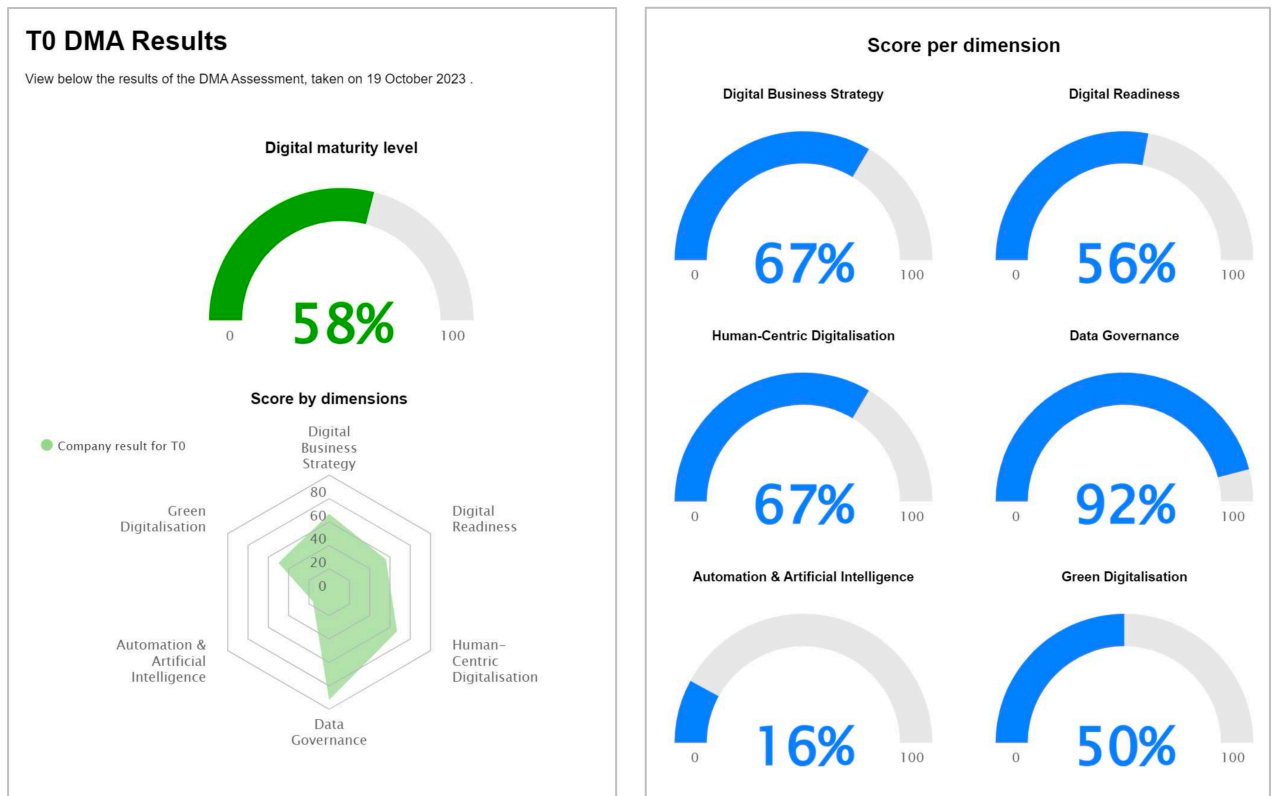 T0 DMA Results
View below the results of the DMA Assessment, taken on 19 October 2023 .
Digital maturity level
58%
0
100
Score by dimensions
Company result for T0
Digital
Business
Strategy
80
60
40
20
0
Green
Digitalisation
Digital
Readiness
Automation &
Artificial
Intelligence
Human–
Centric
Digitalisation
Data
Governance
Score per dimension
Digital Business Strategy
67%
0
100
Digital Readiness
56%
0
100
Human-Centric Digitalisation
67%
0
100
Data Governance
92%
0
100
Automation & Artificial Intelligence
16%
0
100
Green Digitalisation
50%
0
100